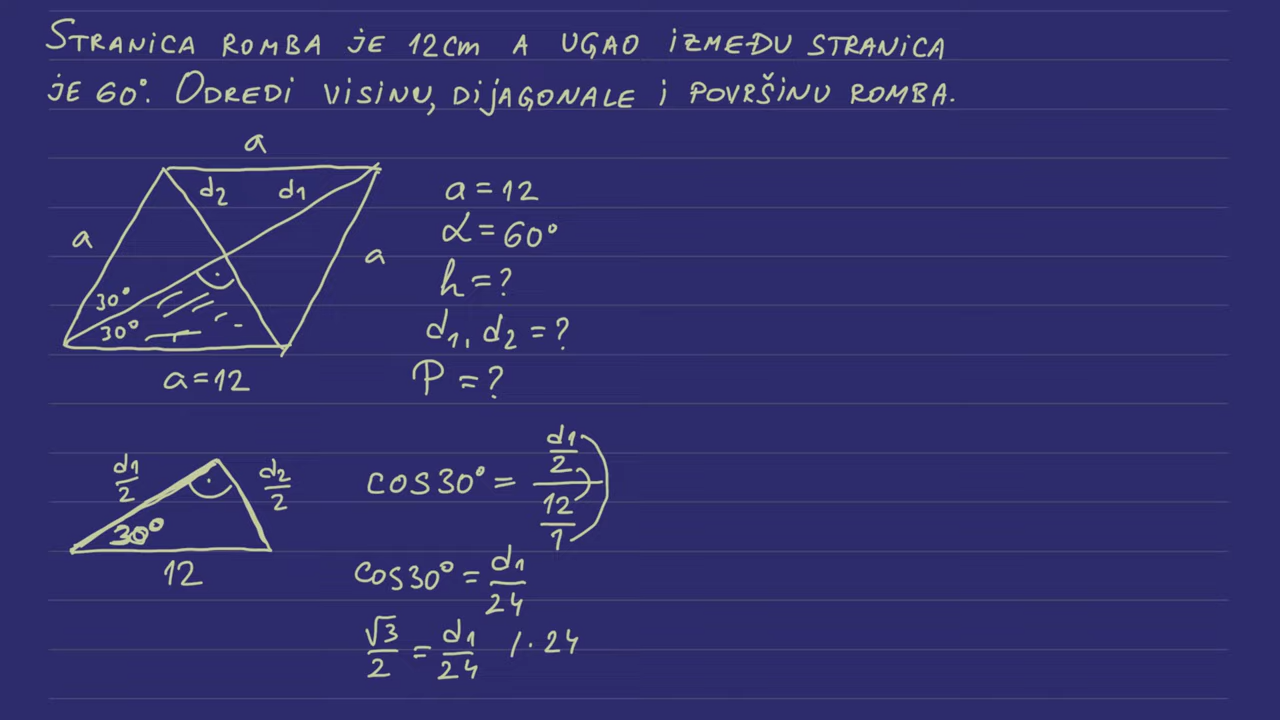 STRANICA ROMBA JE 12cm A UGAO IZMEĐU STRANICA
JE 60°. ODREDI VISINU, DIJAGONALE i POVRŠINU ROMBA.
a
d2 d1
a
a
30°
30°
a=12
a=12
α=60°
h=?
d1, d2=?
P=?
d1/2
d2/2
30°
12
cos30° = d1/2 / 12/1
cos30° = d1/24
√3/2 = d1/24 /·24